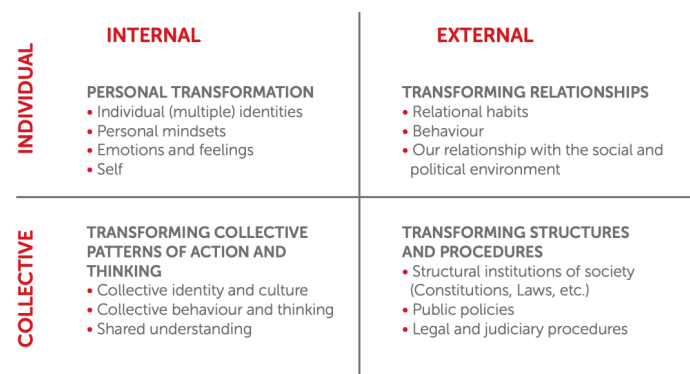 INTERNAL
EXTERNAL
INDIVIDUAL
PERSONAL TRANSFORMATION
• Individual (multiple) identities
• Personal mindsets
• Emotions and feelings
• Self
TRANSFORMING RELATIONSHIPS
• Relational habits
• Behaviour
• Our relationship with the social and
political environment
COLLECTIVE
TRANSFORMING COLLECTIVE
PATTERNS OF ACTION AND
THINKING
• Collective identity and culture
• Collective behaviour and thinking
• Shared understanding
TRANSFORMING STRUCTURES
AND PROCEDURES
• Structural institutions of society
(Constitutions, Laws, etc.)
• Public policies
• Legal and judiciary procedures